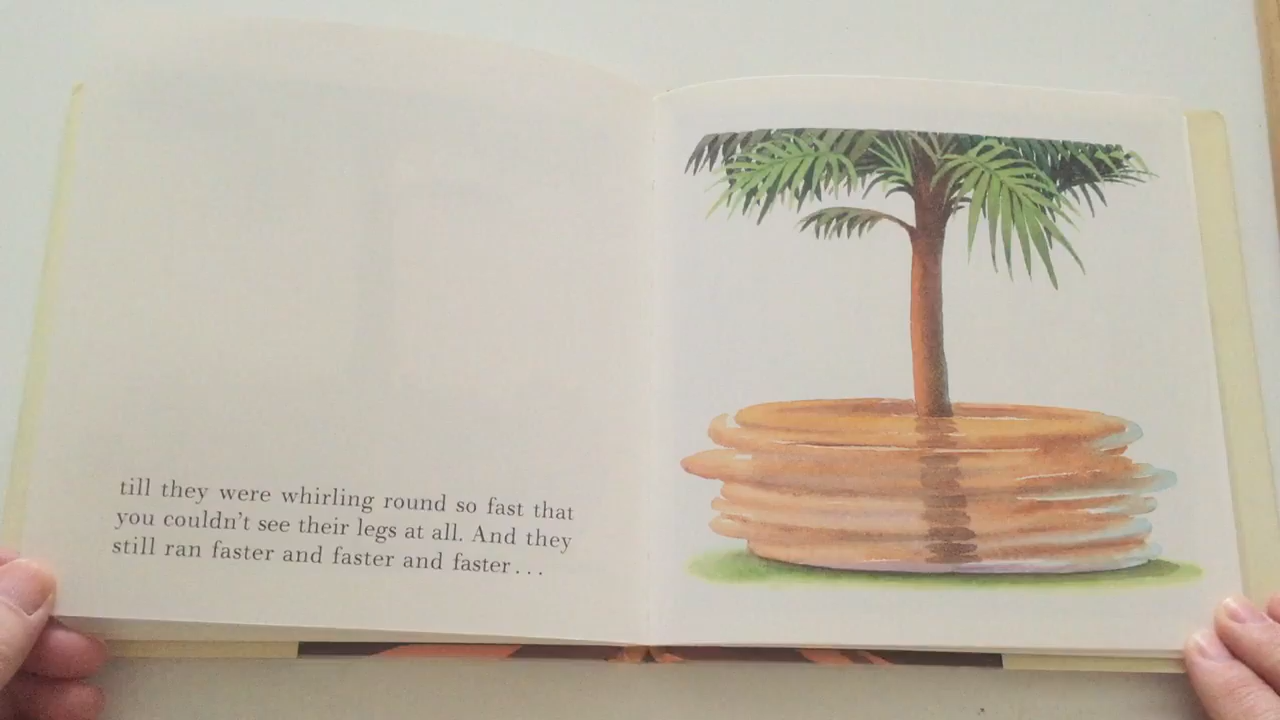 till they were whirling round so fast that
you couldn't see their legs at all. And they
still ran faster and faster and faster...